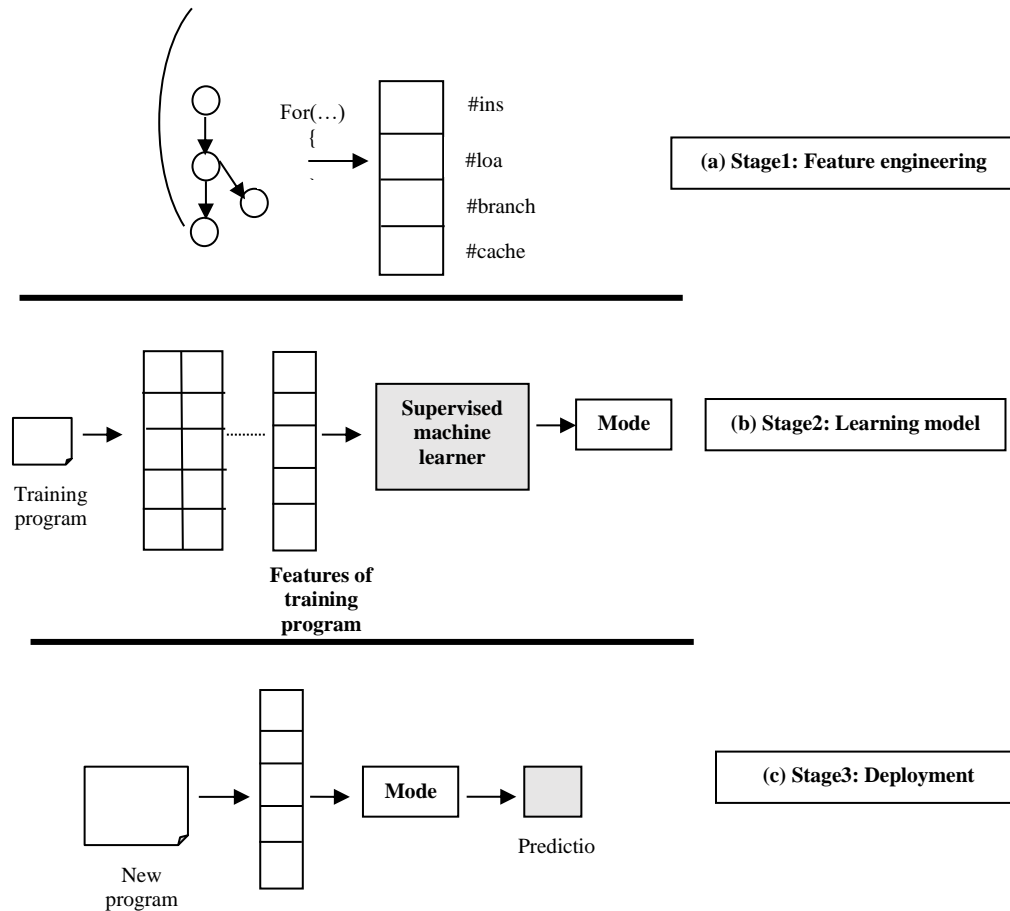 For(…)
{
#ins
#loa
#branch
#cache
(a) Stage1: Feature engineering
Training
program
Features of
training
program
Supervised
machine
learner
Mode
(b) Stage2: Learning model
New
program
Mode
Predictio
(c) Stage3: Deployment